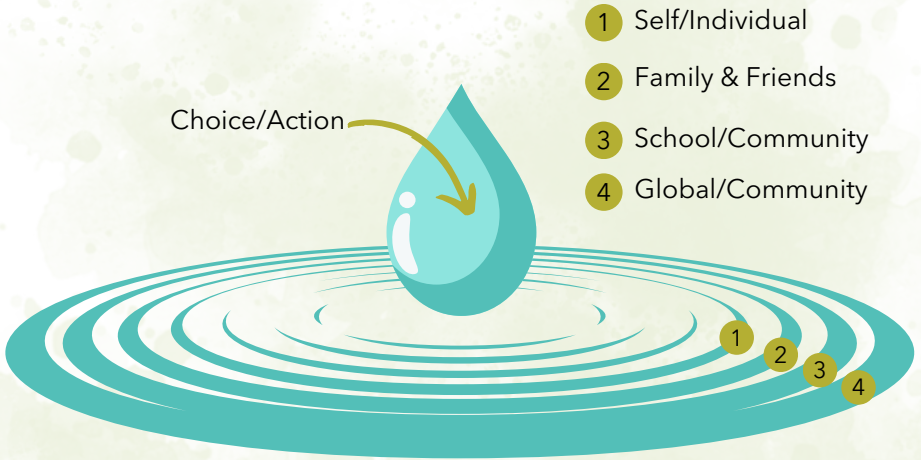 1 Self/Individual
2 Family & Friends
Choice/Action
3 School/Community
4 Global/Community
1
2
3
4